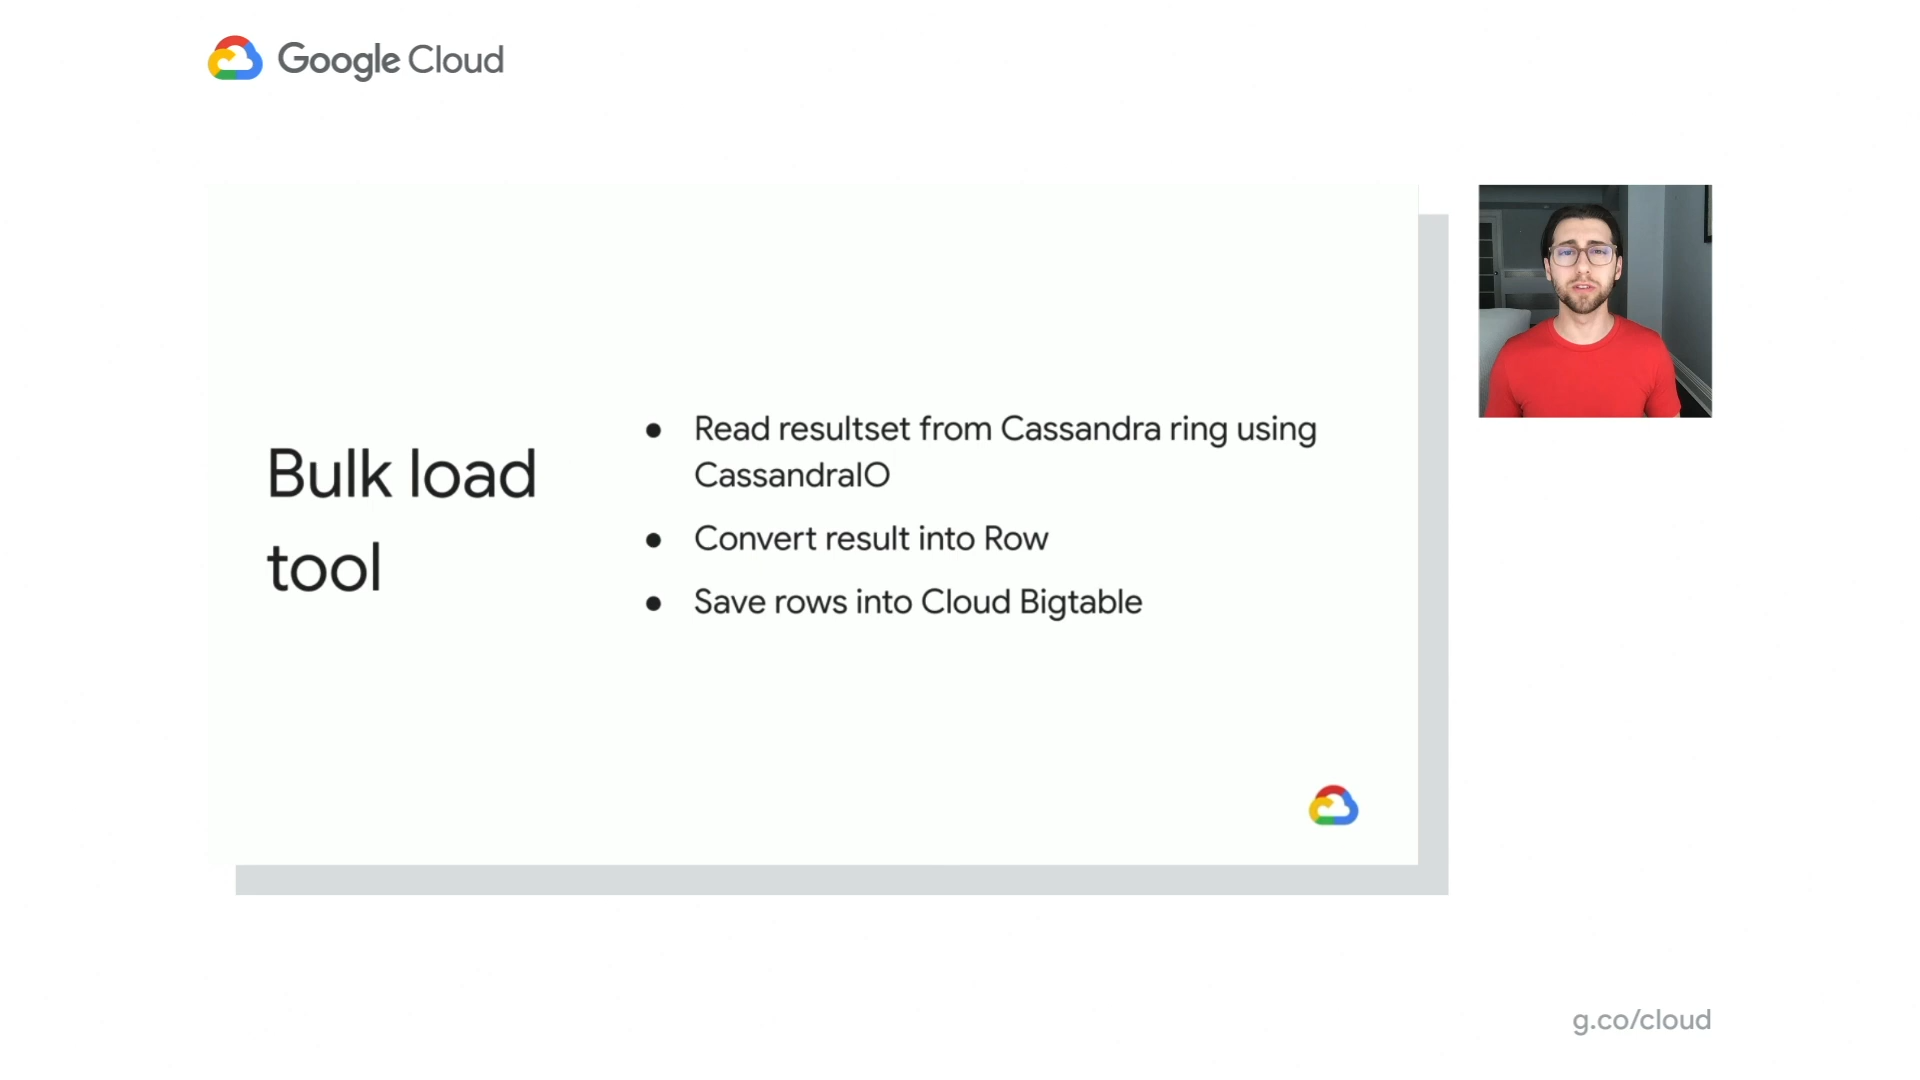 Google Cloud
Bulk load
tool
● Read resultset from Cassandra ring using
CassandraIO
● Convert result into Row
● Save rows into Cloud Bigtable
g.co/cloud